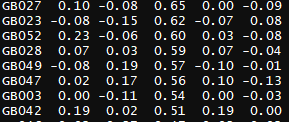 GB027 0.10 -0.08 0.65 0.00 -0.09
GB023 -0.08 -0.15 0.62 -0.07 0.08
GB052 0.23 -0.06 0.60 0.03 -0.08
GB028 0.07 0.03 0.59 0.07 -0.04
GB049 -0.08 0.19 0.57 -0.10 -0.01
GB047 0.02 0.17 0.56 0.10 -0.13
GB003 0.00 -0.11 0.54 0.00 -0.03
GB042 0.19 0.02 0.51 0.19 0.00